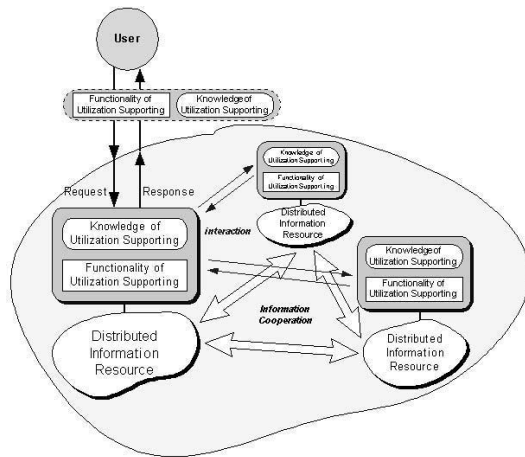 User
Functionality of
Utilization Supporting
Knowledge of
Utilization Supporting
Request
Response
Knowledge of
Utilization Supporting
Functionality of
Utilization Supporting
Distributed
Information
Resource
interaction
Knowledge of
Utilization Supporting
Functionality of
Utilization Supporting
Distributed
Information
Resource
Knowledge of
Utilization Supporting
Functionality of
Utilization Supporting
Distributed
Information
Resource
Information
Cooperation